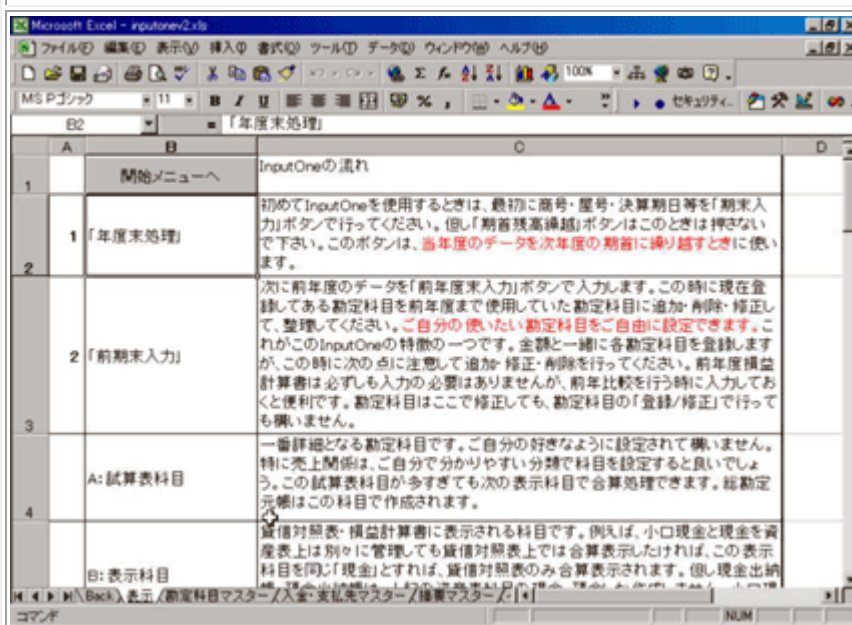 Microsoft Excel - inputonev2.xls
ファイル(F) 編集(E) 表示(V) 挿入(I) 書式(O) ツール(T) データ(D) ウィンドウ(W) ヘルプ(H)
100%
MS Pゴシック 11 B I U % , A セキュリティ...
B2 = 「年度末処理」
A B C D
1 開始メニューへ InputOneの流れ
2 1 「年度末処理」
初めてInputOneを使用するときは、最初に商号・屋号・決算期日等を「期末入
力」ボタンで行ってください。但し「期首残高繰越」ボタンはこのときは押さない
で下さい。このボタンは、当年度のデータを次年度の期首に繰り越すときに使い
ます。
3 2 「前期末入力」
次に前年度のデータを「前年度末入力」ボタンで入力します。この時に現在登
録してある勘定科目を前年度まで使用していた勘定科目に追加・削除・修正し
て、整理してください。ご自分の使いたい勘定科目をご自由に設定できます。こ
れがこのInputOneの特徴の一つです。金額と一緒に各勘定科目を登録します
が、この時に次の点に注意して追加・修正・削除を行ってください。前年度損益
計算書は必ずしも入力の必要はありませんが、前年比較を行う時に入力してお
くと便利です。勘定科目はここで修正しても、勘定科目の「登録/修正」で行って
も構いません。
4 A:試算表科目
一番詳細となる勘定科目です。ご自分の好きなように設定されて構いません。
特に売上関係は、ご自分で分かりやすい分類で科目を設定すると良いでしょ
う。この試算表科目が多すぎても次の表示科目で合算処理できます。総勘定
元帳はこの科目で作成されます。
B:表示科目
貸借対照表・損益計算書に表示される科目です。例えば、小口現金と現金を資
産表上は別々に管理しても貸借対照表上では合算表示したければ、この表示
科目を同じ「現金」とすれば、貸借対照表のみ合算表示されます。但し現金出納
Back 表示 勘定科目マスター 入金・支払先マスター 摘要マスター
コマンド NUM